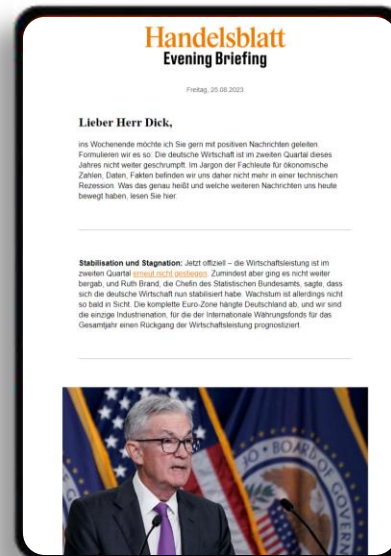 Handelsblatt
Evening Briefing
Freitag, 25.08.2023
Lieber Herr Dick,
ins Wochenende möchte ich Sie gern mit positiven Nachrichten geleiten.
Formulieren wir es so: Die deutsche Wirtschaft ist im zweiten Quartal dieses
Jahres nicht weiter geschrumpft. Im Jargon der Fachleute für ökonomische
Zahlen, Daten, Fakten befinden wir uns daher nicht mehr in einer technischen
Rezession. Was das genau heißt und welche weiteren Nachrichten uns heute
bewegt haben, lesen Sie hier.
Stabilisation und Stagnation: Jetzt offiziell – die Wirtschaftsleistung ist im
zweiten Quartal erneut nicht gestiegen. Zumindest aber ging es nicht weiter
bergab, und Ruth Brand, die Chefin des Statistischen Bundesamts, sagte, dass
sich die deutsche Wirtschaft nun stabilisiert habe. Wachstum ist allerdings nicht
so bald in Sicht. Die komplette Euro-Zone hängte Deutschland ab, und wir sind
die einzige Industrienation, für die der Internationale Währungsfonds für das
Gesamtjahr einen Rückgang der Wirtschaftsleistung prognostiziert.
BOARD OF GOVER